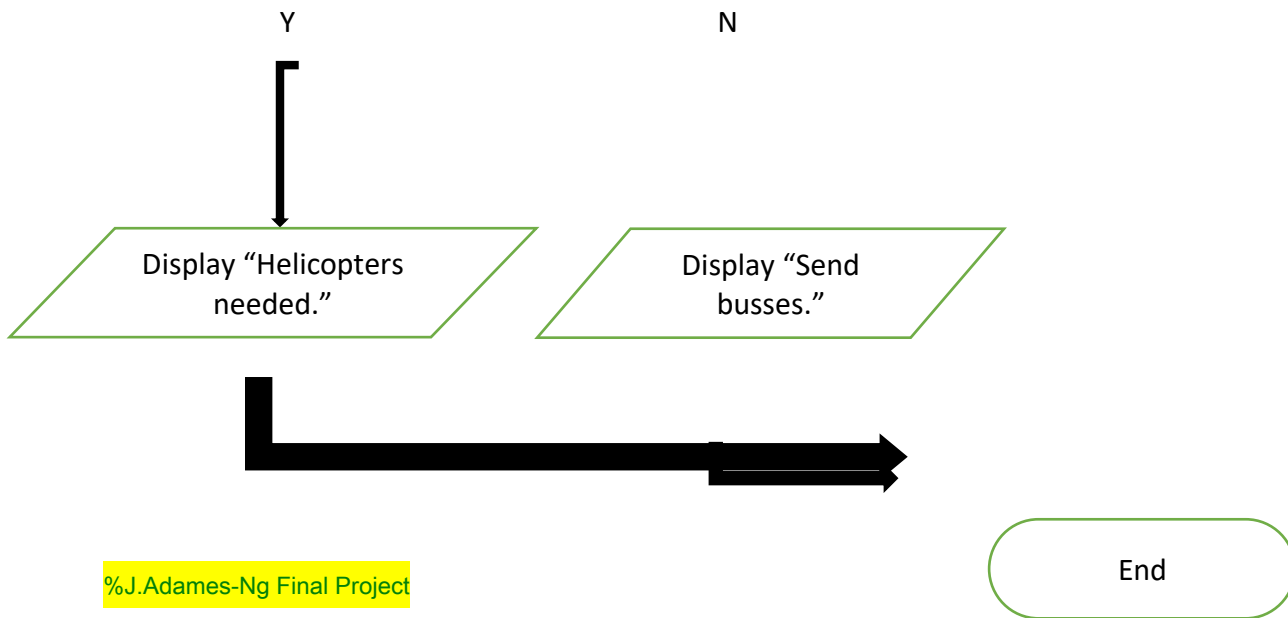 Y
N
Display “Helicopters
needed.”
Display “Send
busses.”
End
%J.Adames-Ng Final Project